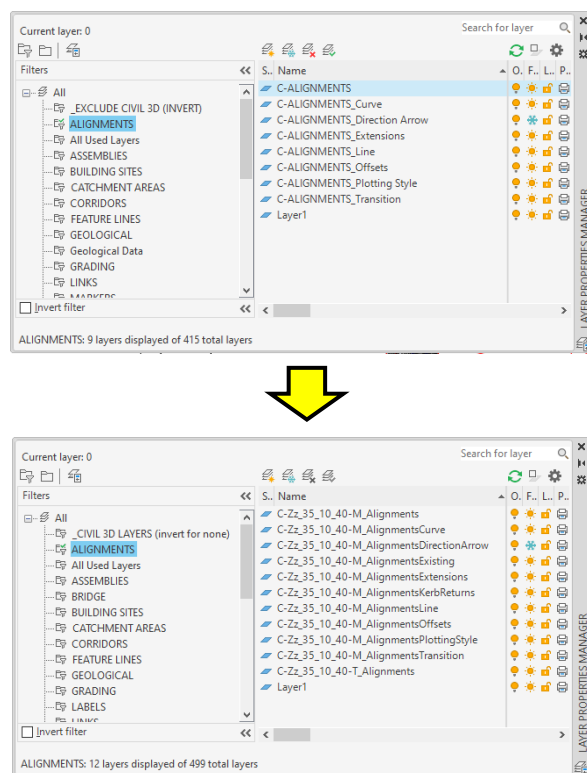 Current layer: 0
Search for layer
Filters
S.. Name O. F.. L.. P..
All
_EXCLUDE CIVIL 3D (INVERT)
ALIGNMENTS
All Used Layers
ASSEMBLIES
BUILDING SITES
CATCHMENT AREAS
CORRIDORS
FEATURE LINES
GEOLOGICAL
Geological Data
GRADING
LINKS
MARKERS
C-ALIGNMENTS
C-ALIGNMENTS_Curve
C-ALIGNMENTS_Direction Arrow
C-ALIGNMENTS_Extensions
C-ALIGNMENTS_Line
C-ALIGNMENTS_Offsets
C-ALIGNMENTS_Plotting Style
C-ALIGNMENTS_Transition
Layer1
Invert filter
ALIGNMENTS: 9 layers displayed of 415 total layers
LAYER PROPERTIES MANAGER
Current layer: 0
Search for layer
Filters
S.. Name O. F.. L.. P..
All
_CIVIL 3D LAYERS (invert for none)
ALIGNMENTS
All Used Layers
ASSEMBLIES
BRIDGE
BUILDING SITES
CATCHMENT AREAS
CORRIDORS
FEATURE LINES
GEOLOGICAL
GRADING
LABELS
LINKS
C-Zz_35_10_40-M_Alignments
C-Zz_35_10_40-M_AlignmentsCurve
C-Zz_35_10_40-M_AlignmentsDirectionArrow
C-Zz_35_10_40-M_AlignmentsExisting
C-Zz_35_10_40-M_AlignmentsExtensions
C-Zz_35_10_40-M_AlignmentsKerbReturns
C-Zz_35_10_40-M_AlignmentsLine
C-Zz_35_10_40-M_AlignmentsOffsets
C-Zz_35_10_40-M_AlignmentsPlottingStyle
C-Zz_35_10_40-M_AlignmentsTransition
C-Zz_35_10_40-T_Alignments
Layer1
Invert filter
ALIGNMENTS: 12 layers displayed of 499 total layers
LAYER PROPERTIES MANAGER